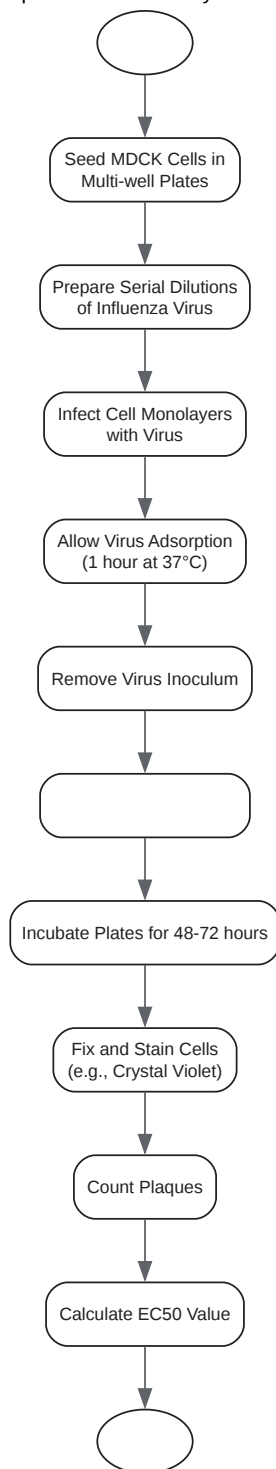 Seed MDCK Cells in
Multi-well Plates
Prepare Serial Dilutions
of Influenza Virus
Infect Cell Monolayers
with Virus
Allow Virus Adsorption
(1 hour at 37°C)
Remove Virus Inoculum
Incubate Plates for 48-72 hours
Fix and Stain Cells
(e.g., Crystal Violet)
Count Plaques
Calculate EC50 Value